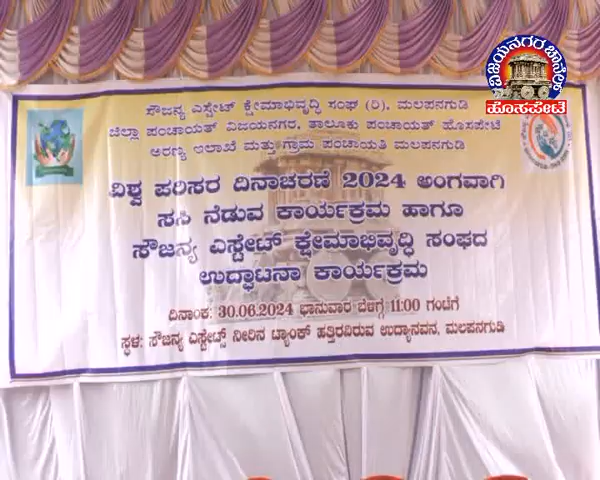 ವಿಜಯನಗರ ಚಾನೆಲ್
ಹೊಸಪೇಟೆ
ಸೌಜನ್ಯ ಎಸ್ಟೇಟ್ ಕ್ಷೇಮಾಭಿವೃದ್ಧಿ ಸಂಘ (ರಿ), ಮಲಪನಗುಡಿ
ಜಿಲ್ಲಾ ಪಂಚಾಯತ್ ವಿಜಯನಗರ, ತಾಲೂಕು ಪಂಚಾಯತ್ ಹೊಸಪೇಟೆ
ಅರಣ್ಯ ಇಲಾಖೆ ಮತ್ತು ಗ್ರಾಮ ಪಂಚಾಯತಿ ಮಲಪನಗುಡಿ
ವಿಶ್ವ ಪರಿಸರ ದಿನಾಚರಣೆ 2024 ಅಂಗವಾಗಿ
ಸಸಿ ನೆಡುವ ಕಾರ್ಯಕ್ರಮ ಹಾಗೂ
ಸೌಜನ್ಯ ಎಸ್ಟೇಟ್ ಕ್ಷೇಮಾಭಿವೃದ್ಧಿ ಸಂಘದ
ಉದ್ಘಾಟನಾ ಕಾರ್ಯಕ್ರಮ
ದಿನಾಂಕ: 30.06.2024 ಭಾನುವಾರ ಬೆಳಗ್ಗೆ 11:00 ಗಂಟೆಗೆ
ಸ್ಥಳ: ಸೌಜನ್ಯ ಎಸ್ಟೇಟ್ಸ್ ನೀರಿನ ಟ್ಯಾಂಕ್ ಹತ್ತಿರವಿರುವ ಉದ್ಯಾನವನ, ಮಲಪನಗುಡಿ